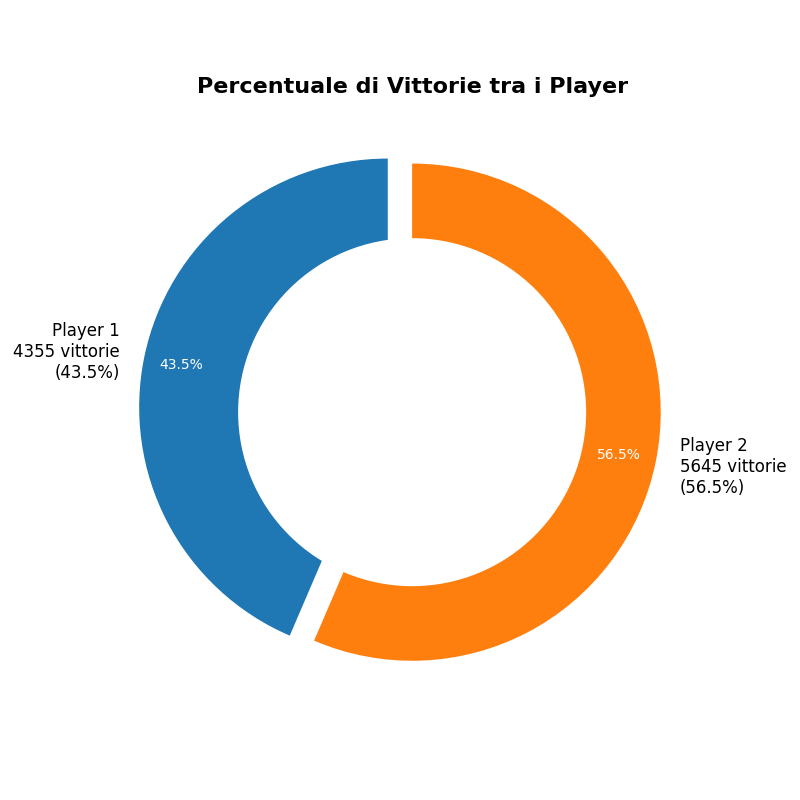 Percentuale di Vittorie tra i Player
Player 1
4355 vittorie
(43.5%)
43.5%
56.5%
Player 2
5645 vittorie
(56.5%)